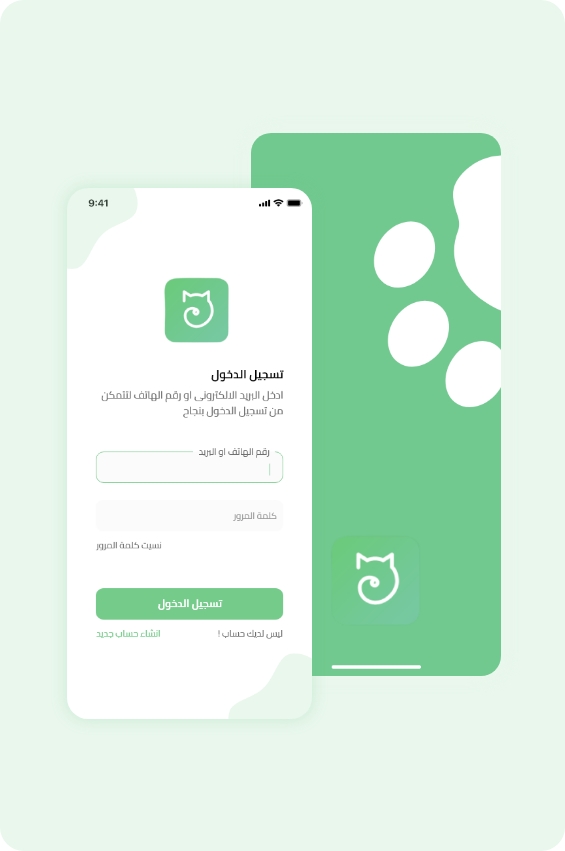 9:41
تسجيل الدخول
ادخل البريد الالكترونى او رقم الهاتف لتتمكن
من تسجيل الدخول بنجاح
رقم الهاتف او البريد
كلمة المرور
نسيت كلمة المرور
تسجيل الدخول
ليس لديك حساب !
انشاء حساب جديد